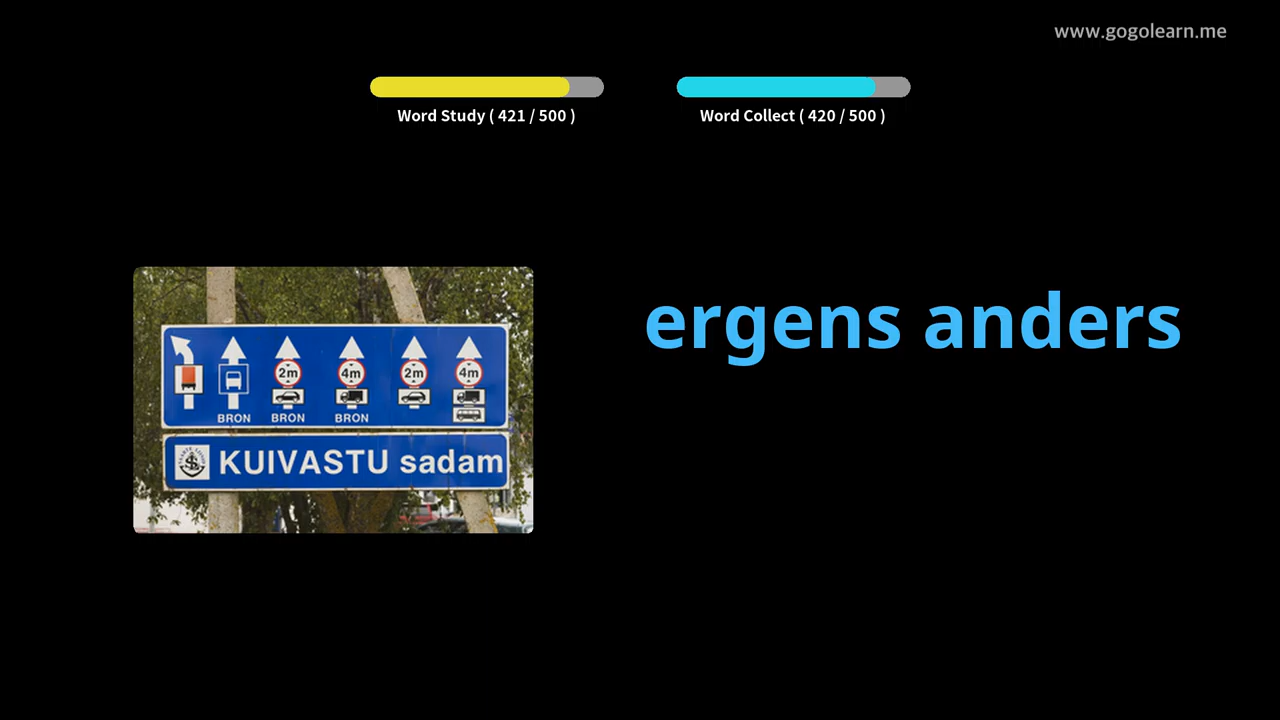 www.gogolearn.me
Word Study ( 421 / 500 )
Word Collect ( 420 / 500 )
ergens anders
2m 4m 2m 4m
BRON BRON BRON
KUIVASTU sadam